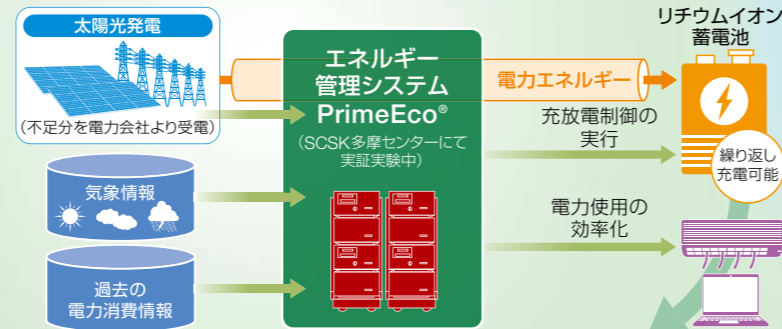 太陽光発電
(不足分を電力会社より受電)
気象情報
過去の
電力消費情報
エネルギー
管理システム
PrimeEco®
(SCSK多摩センターにて
実証実験中)
電力エネルギー
充放電制御の
実行
電力使用の
効率化
リチウムイオン
蓄電池
繰り返し
充電可能